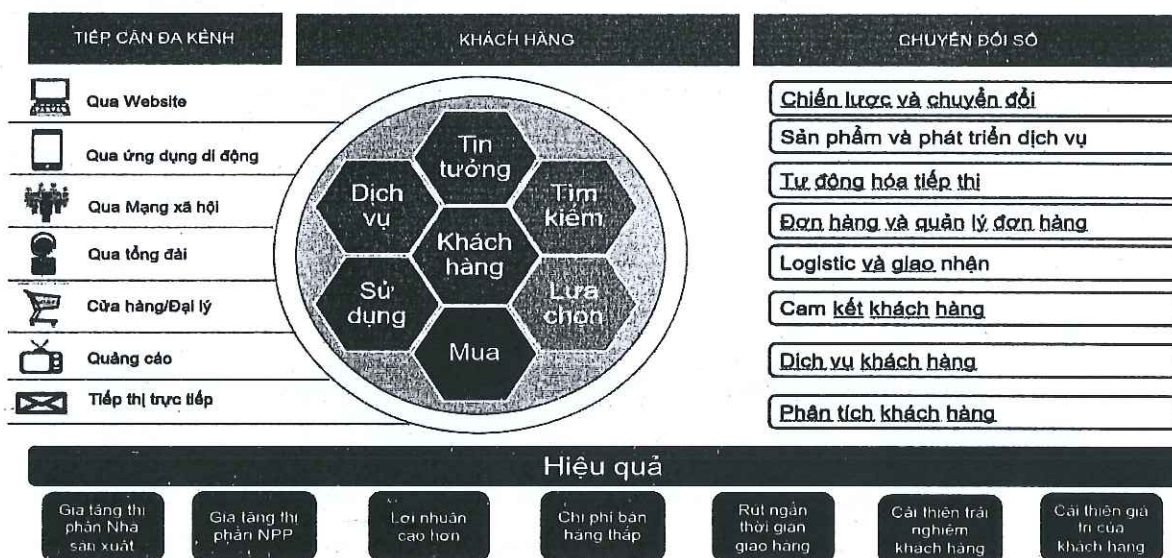 TIẾP CẬN ĐA KÊNH
KHÁCH HÀNG
CHUYỂN ĐỔI SỐ
Qua Website
Qua ứng dụng di động
Qua Mạng xã hội
Qua tổng đài
Cửa hàng/Đại lý
Quảng cáo
Tiếp thị trực tiếp
Tin
tưởng
Dịch
vụ
Tìm
kiếm
Khách
hàng
Sử
dụng
Lựa
chọn
Mua
Chiến lược và chuyển đổi
Sản phẩm và phát triển dịch vụ
Tự động hóa tiếp thị
Đơn hàng và quản lý đơn hàng
Logistic và giao nhận
Cam kết khách hàng
Dịch vụ khách hàng
Phân tích khách hàng
Hiệu quả
Gia tăng thị
phần Nhà
sản xuất
Gia tăng thị
phần NPP
Lợi nhuận
cao hơn
Chi phí bán
hàng thấp
Rút ngắn
thời gian
giao hàng
Cải thiện trải
nghiệm
khách hàng
Cải thiện giá
trị của
khách hàng